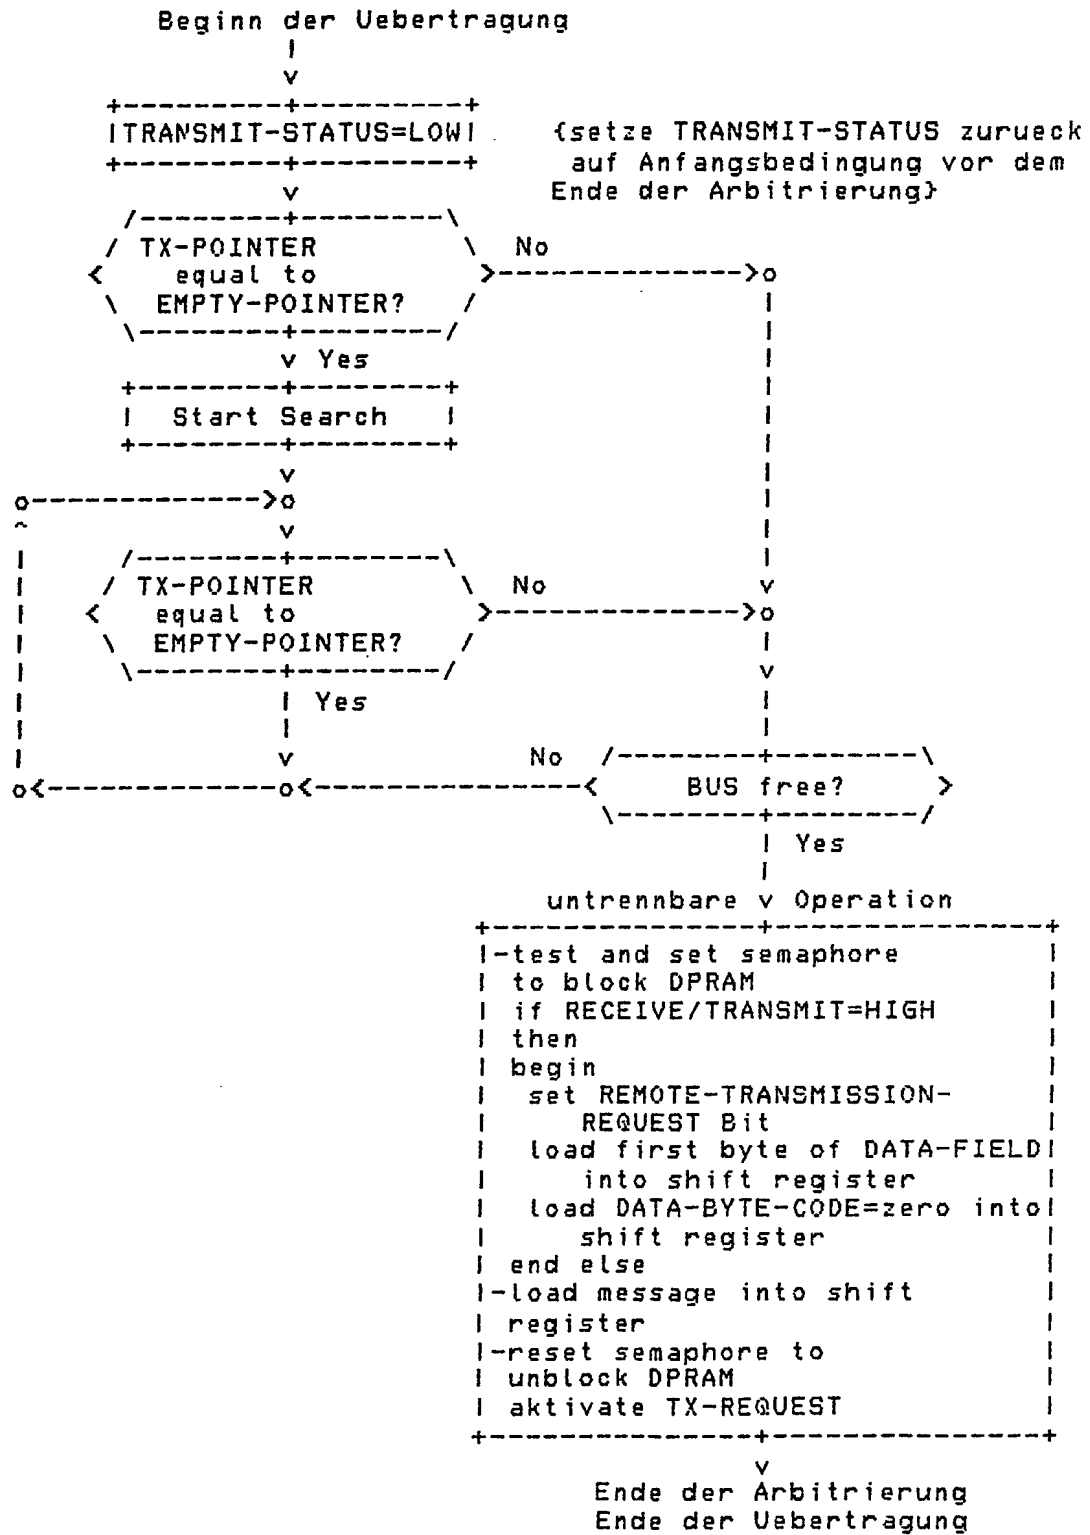 Beginn der Uebertragung
TRANSMIT-STATUS=LOW
{setze TRANSMIT-STATUS zurueck
auf Anfangsbedingung vor dem
Ende der Arbitrierung}
TX-POINTER
equal to
EMPTY-POINTER?
No
Yes
Start Search
TX-POINTER
equal to
EMPTY-POINTER?
No
Yes
No
BUS free?
Yes
untrennbare v Operation
-test and set semaphore
to block DPRAM
if RECEIVE/TRANSMIT=HIGH
then
begin
set REMOTE-TRANSMISSION-
REQUEST Bit
load first byte of DATA-FIELD
into shift register
load DATA-BYTE-CODE=zero into
shift register
end else
-load message into shift
register
-reset semaphore to
unblock DPRAM
aktivate TX-REQUEST
Ende der Arbitrierung
Ende der Uebertragung